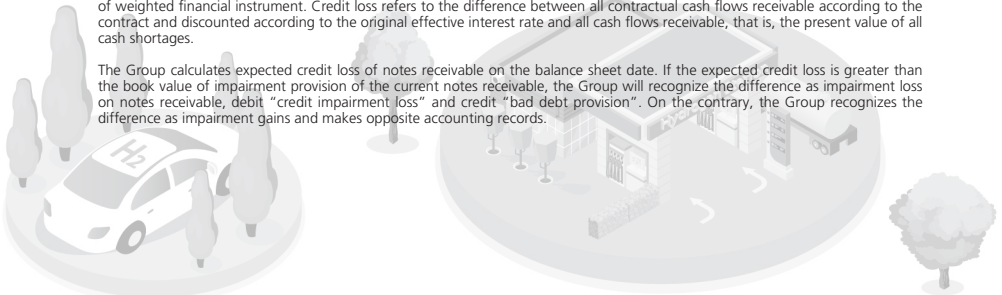 of weighted financial instrument. Credit loss refers to the difference between all contractual cash flows receivable according to the
contract and discounted according to the original effective interest rate and all cash flows receivable, that is, the present value of all
cash shortages.
The Group calculates expected credit loss of notes receivable on the balance sheet date. If the expected credit loss is greater than
the book value of impairment provision of the current notes receivable, the Group will recognize the difference as impairment loss
on notes receivable, debit “credit impairment loss” and credit “bad debt provision”. On the contrary, the Group recognizes the
difference as impairment gains and makes opposite accounting records.
H2